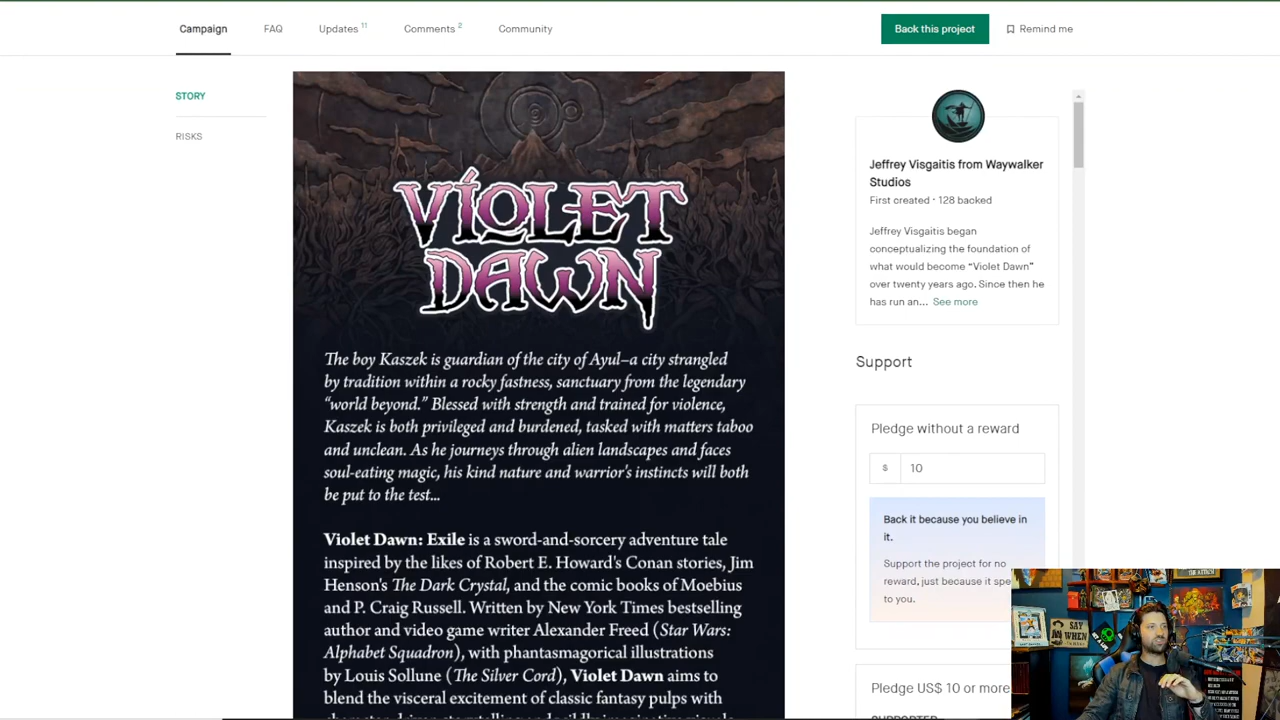 Campaign
FAQ
Updates 11
Comments 2
Community
Back this project
Remind me
STORY
RISKS
VIOLET
DAWN
The boy Kaszek is guardian of the city of Ayul–a city strangled
by tradition within a rocky fastness, sanctuary from the legendary
“world beyond.” Blessed with strength and trained for violence,
Kaszek is both privileged and burdened, tasked with matters taboo
and unclean. As he journeys through alien landscapes and faces
soul-eating magic, his kind nature and warrior's instincts will both
be put to the test...
Violet Dawn: Exile is a sword-and-sorcery adventure tale
inspired by the likes of Robert E. Howard's Conan stories, Jim
Henson's The Dark Crystal, and the comic books of Moebius
and P. Craig Russell. Written by New York Times bestselling
author and video game writer Alexander Freed (Star Wars:
Alphabet Squadron), with phantasmagorical illustrations
by Louis Sollune (The Silver Cord), Violet Dawn aims to
blend the visceral excitement of classic fantasy pulps with
Jeffrey Visgaitis from Waywalker
Studios
First created · 128 backed
Jeffrey Visgaitis began
conceptualizing the foundation of
what would become “Violet Dawn”
over twenty years ago. Since then he
has run an... See more
Support
Pledge without a reward
$ 10
Back it because you believe in
it.
Support the project for no
reward, just because it spe
to you.
Pledge US$ 10 or more
SUPPORTED
SAY
WHEN